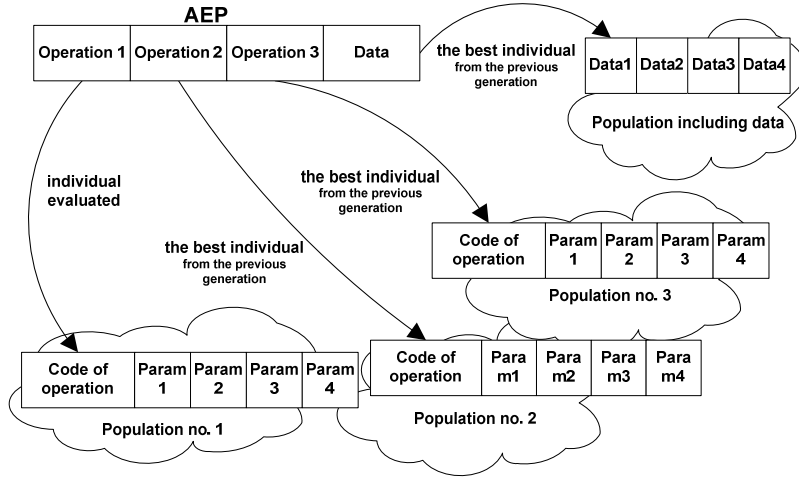 AEP
Operation 1 Operation 2 Operation 3 Data
the best individual
from the previous
generation
Data1 Data2 Data3 Data4
Population including data
individual
evaluated
the best individual
from the previous
generation
the best individual
from the previous
generation
Code of
operation
Param
1
Param
2
Param
3
Param
4
Population no. 3
Code of
operation
Para
m1
Para
m2
Para
m3
Para
m4
Population no. 2
Code of
operation
Param
1
Param
2
Param
3
Param
4
Population no. 1